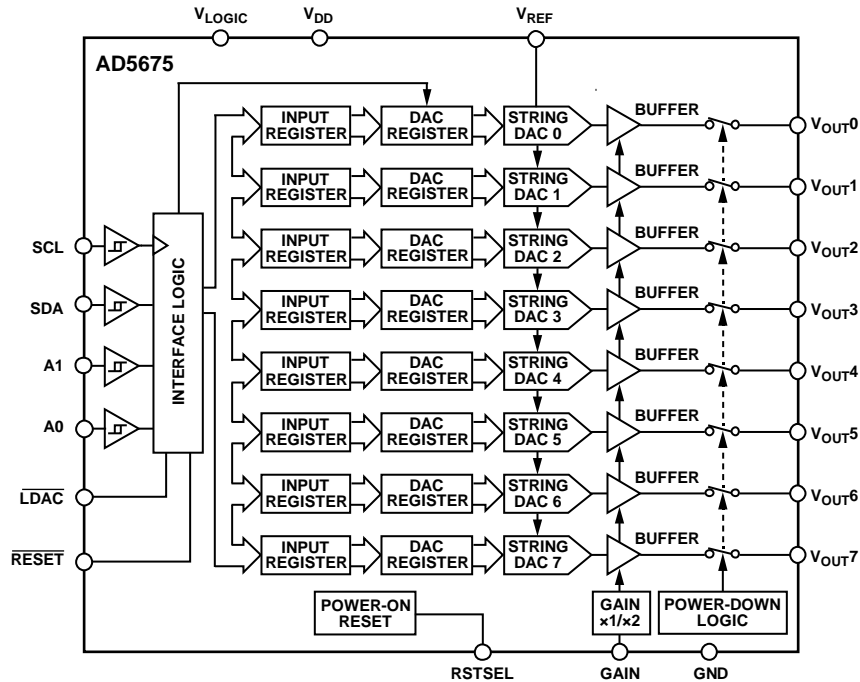 VLOGIC
VDD
VREF
AD5675
INPUT
REGISTER
DAC
REGISTER
STRING
DAC 0
BUFFER
VOUT0
INPUT
REGISTER
DAC
REGISTER
STRING
DAC 1
BUFFER
VOUT1
SCL
INPUT
REGISTER
DAC
REGISTER
STRING
DAC 2
BUFFER
VOUT2
SDA
INTERFACE LOGIC
INPUT
REGISTER
DAC
REGISTER
STRING
DAC 3
BUFFER
VOUT3
A1
INPUT
REGISTER
DAC
REGISTER
STRING
DAC 4
BUFFER
VOUT4
A0
INPUT
REGISTER
DAC
REGISTER
STRING
DAC 5
BUFFER
VOUT5
LDAC
INPUT
REGISTER
DAC
REGISTER
STRING
DAC 6
BUFFER
VOUT6
RESET
INPUT
REGISTER
DAC
REGISTER
STRING
DAC 7
BUFFER
VOUT7
POWER-ON
RESET
GAIN
×1/×2
POWER-DOWN
LOGIC
RSTSEL
GAIN
GND